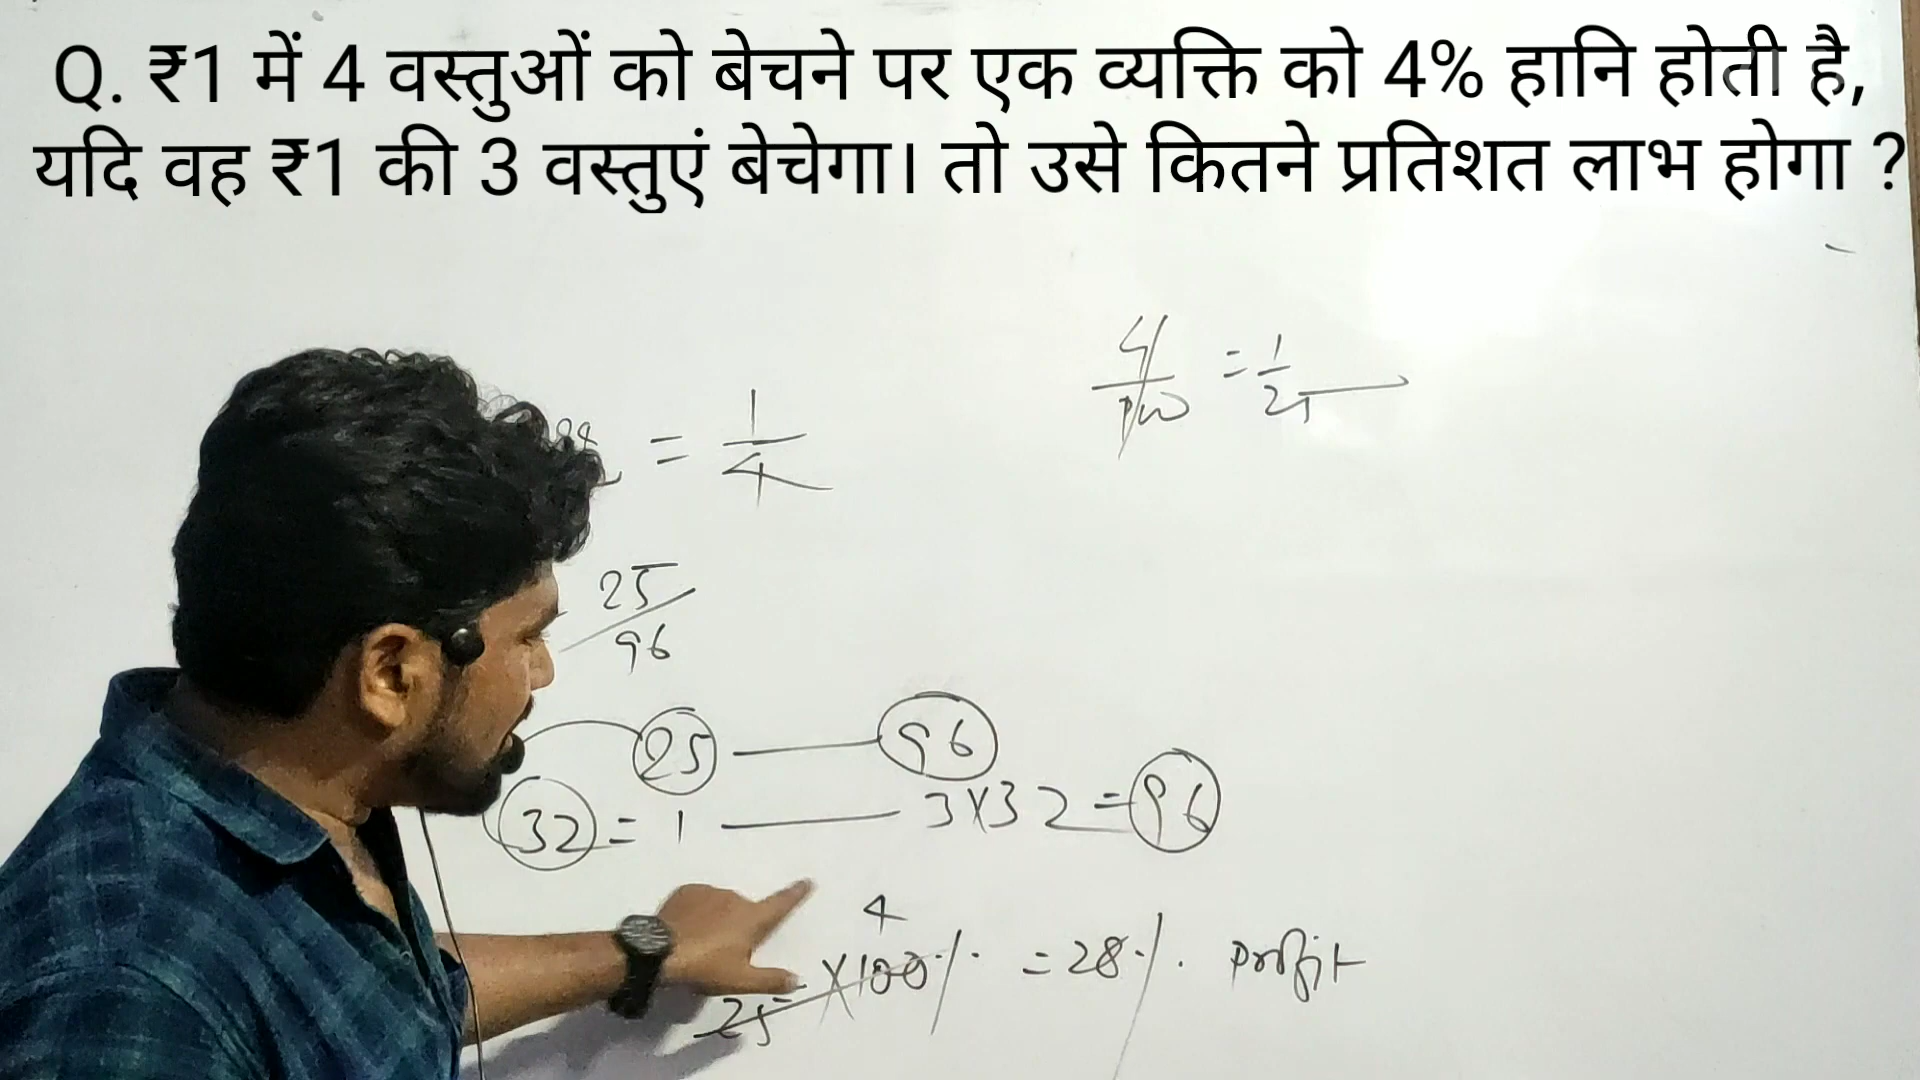 Q. ₹1 में 4 वस्तुओं को बेचने पर एक व्यक्ति को 4% हानि होती है,
यदि वह ₹1 की 3 वस्तुएं बेचेगा। तो उसे कितने प्रतिशत लाभ होगा ?
4/100 = 1/25
= 1/4
25/96
25 — 96
32 = 1 — 3×32 = 96
4
25 ×100% = 28% Profit